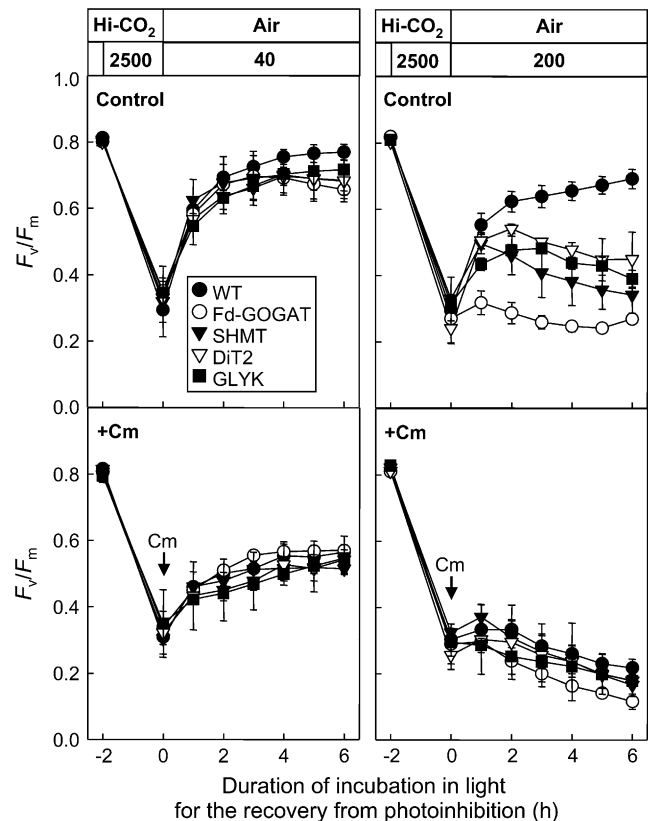 Hi-CO2 Air Hi-CO2 Air
2500 40 2500 200
1.0
Control Control
0.8
0.6
Fv/Fm
0.4
WT
Fd-GOGAT
SHMT
DiT2
GLYK
0.2
0.0
+Cm +Cm
0.8
0.6
Cm Cm
Fv/Fm
0.4
0.2
0.0
-2 0 2 4 6 -2 0 2 4 6
Duration of incubation in light
for the recovery from photoinhibition (h)